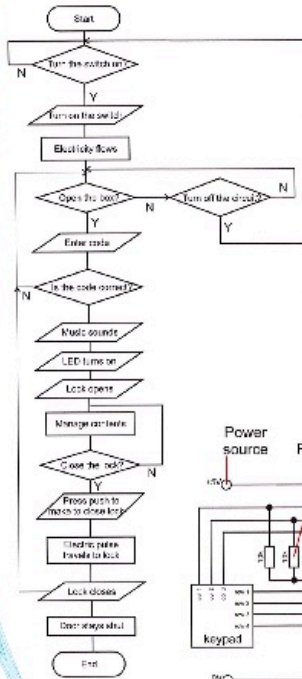 Start
Turn the switch on?
N
Y
Turn on the switch
Electricity flows
Open the box?
N
Turn off the circuit?
N
Y
Y
Enter code
Is the code correct?
N
Y
Music sounds
LED turns on
Lock opens
Manage contents
Close the lock?
N
Y
Press push to
make to close lock
Electric pulse
travels to lock
Lock closes
Door stays shut
End
Power
source
+5V
keypad
0V